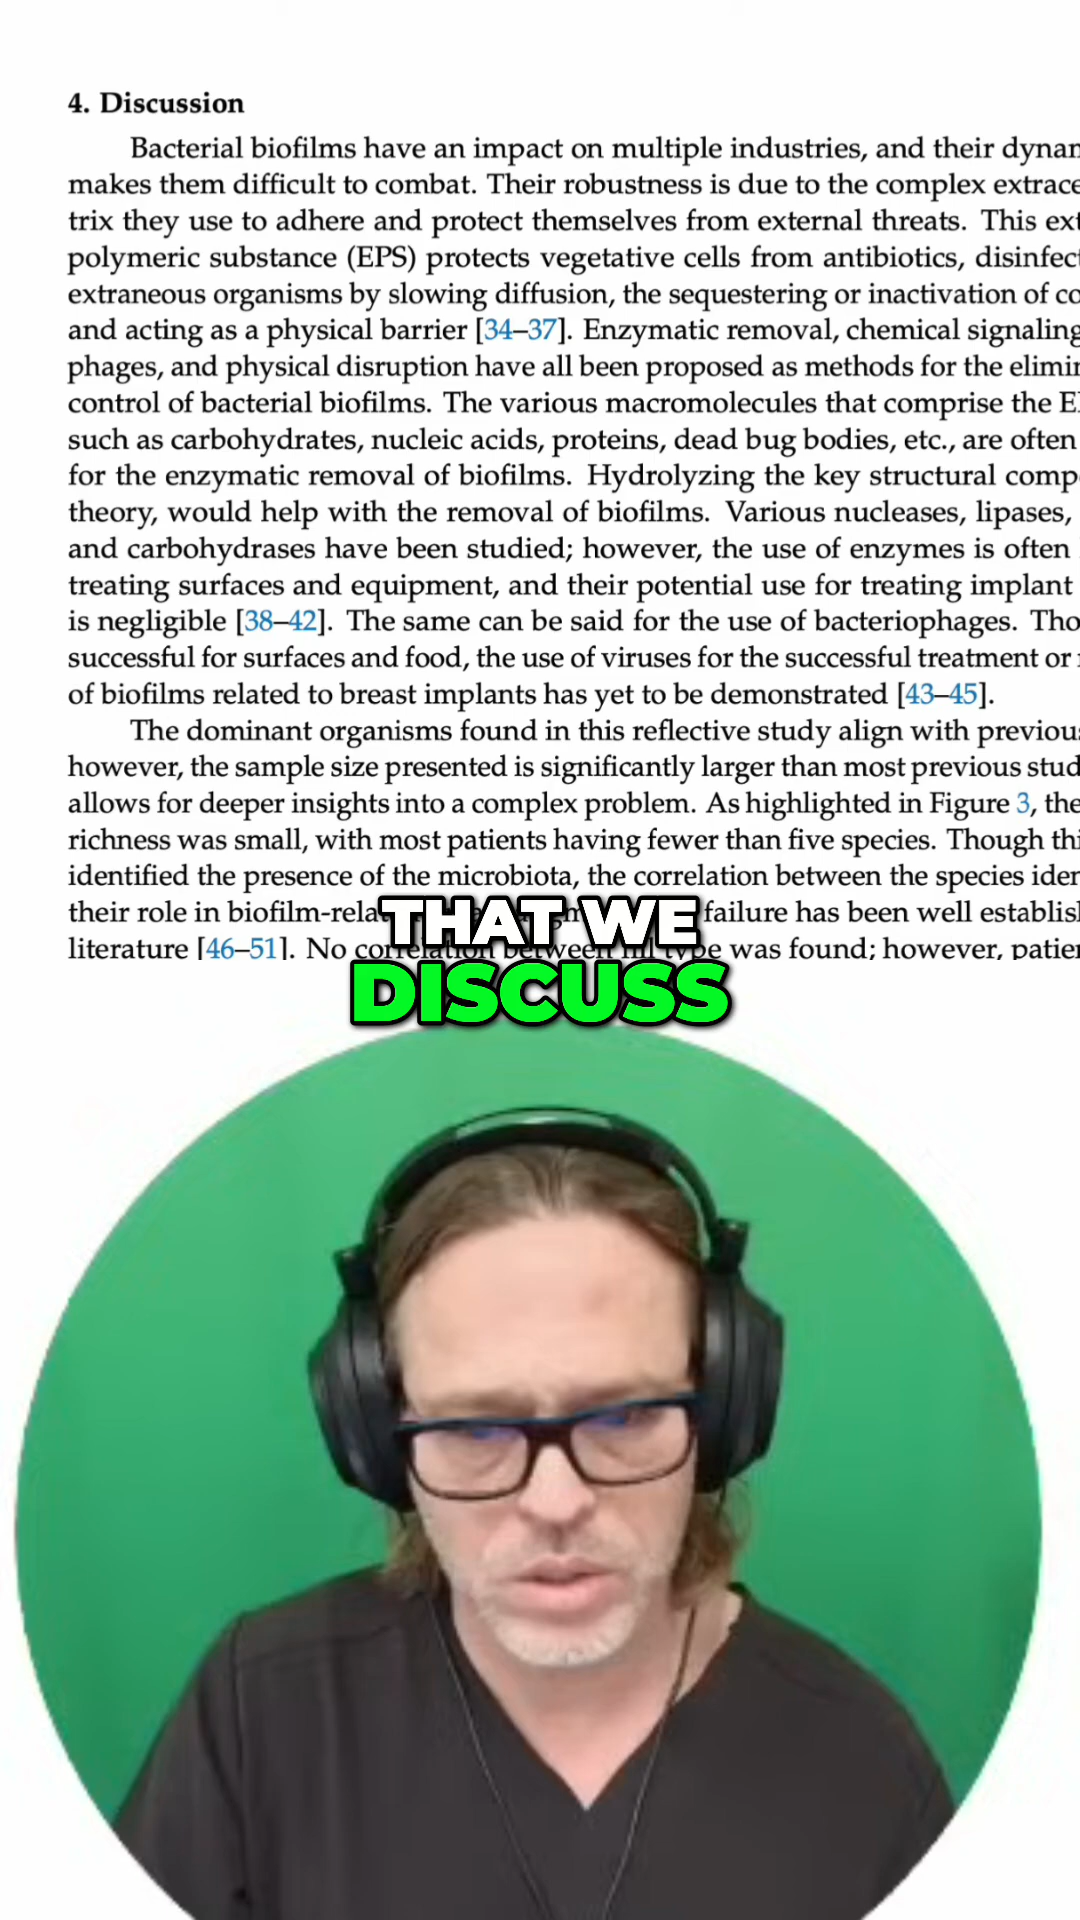 4. Discussion
Bacterial biofilms have an impact on multiple industries, and their dynam
makes them difficult to combat. Their robustness is due to the complex extrace
trix they use to adhere and protect themselves from external threats. This ext
polymeric substance (EPS) protects vegetative cells from antibiotics, disinfect
extraneous organisms by slowing diffusion, the sequestering or inactivation of co
and acting as a physical barrier [34–37]. Enzymatic removal, chemical signaling
phages, and physical disruption have all been proposed as methods for the elimin
control of bacterial biofilms. The various macromolecules that comprise the E
such as carbohydrates, nucleic acids, proteins, dead bug bodies, etc., are often
for the enzymatic removal of biofilms. Hydrolyzing the key structural comp
theory, would help with the removal of biofilms. Various nucleases, lipases,
and carbohydrases have been studied; however, the use of enzymes is often
treating surfaces and equipment, and their potential use for treating implant
is negligible [38–42]. The same can be said for the use of bacteriophages. Tho
successful for surfaces and food, the use of viruses for the successful treatment or
of biofilms related to breast implants has yet to be demonstrated [43–45].
The dominant organisms found in this reflective study align with previous
however, the sample size presented is significantly larger than most previous stud
allows for deeper insights into a complex problem. As highlighted in Figure 3, the
richness was small, with most patients having fewer than five species. Though thi
identified the presence of the microbiota, the correlation between the species iden
their role in biofilm-rela failure has been well establis
literature [46–51]. No correlation between fill type was found; however, patien
THAT WE
DISCUSS